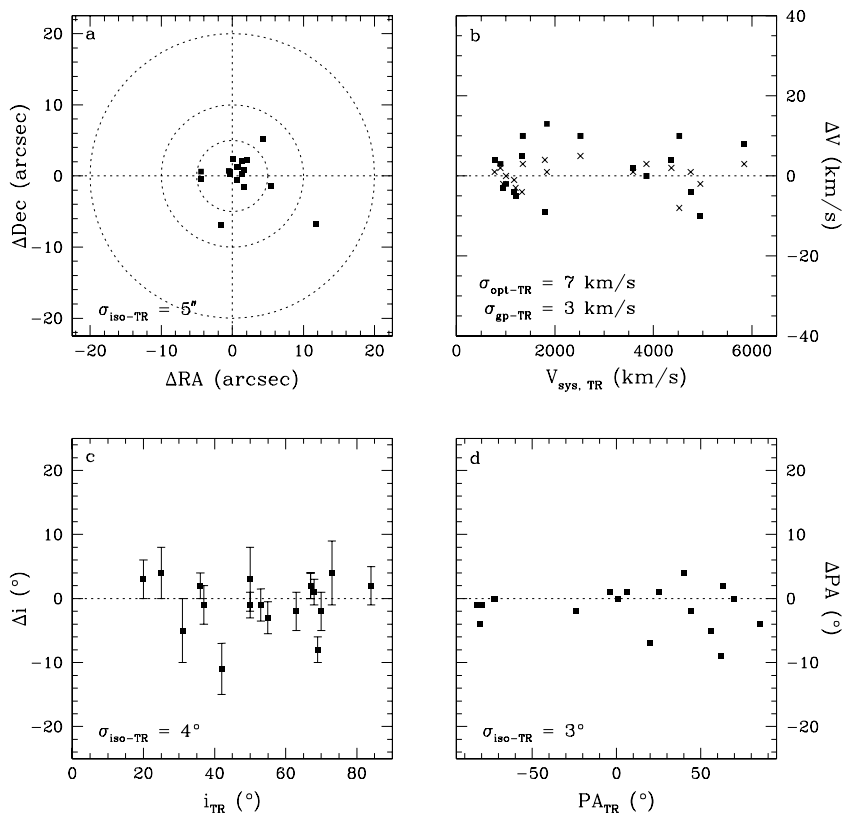 a
20
10
0
−10
−20
ΔDec (arcsec)
σiso−TR = 5″
−20 −10 0 10 20
ΔRA (arcsec)
b
40
20
0
−20
−40
ΔV (km/s)
σopt−TR = 7 km/s
σgp−TR = 3 km/s
0 2000 4000 6000
Vsys, TR (km/s)
c
20
10
0
−10
−20
Δi (°)
σiso−TR = 4°
0 20 40 60 80
iTR (°)
d
20
10
0
−10
−20
ΔPA (°)
σiso−TR = 3°
−50 0 50
PATR (°)